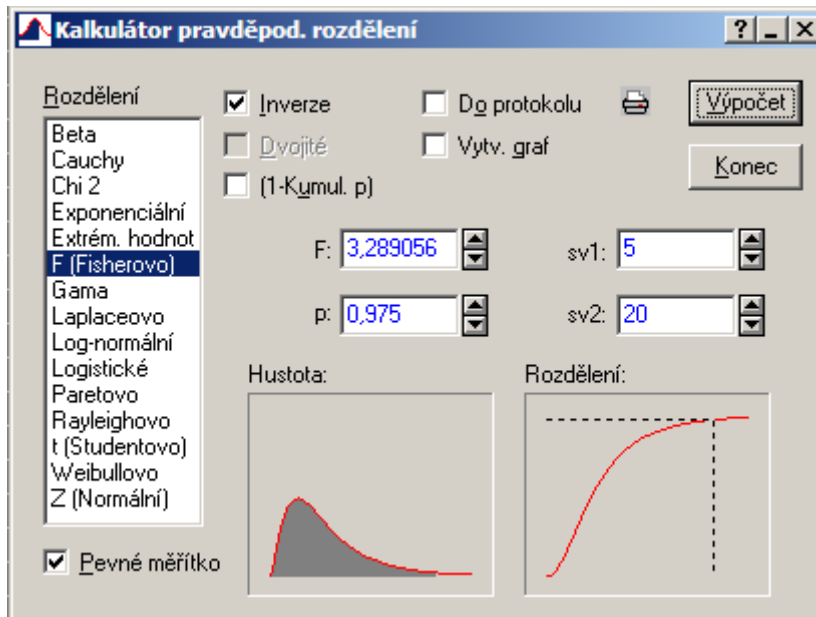 Kalkulátor pravděpod. rozdělení
Rozdělení
Beta
Cauchy
Chi 2
Exponenciální
Extrém. hodnot
F (Fisherovo)
Gama
Laplaceovo
Log-normální
Logistické
Paretovo
Rayleighovo
t (Studentovo)
Weibullovo
Z (Normální)
Pevné měřítko
Inverze
Dvojité
(1-Kumul. p)
Do protokolu
Vytv. graf
Výpočet
Konec
F: 3,289056
sv1: 5
p: 0,975
sv2: 20
Hustota:
Rozdělení: